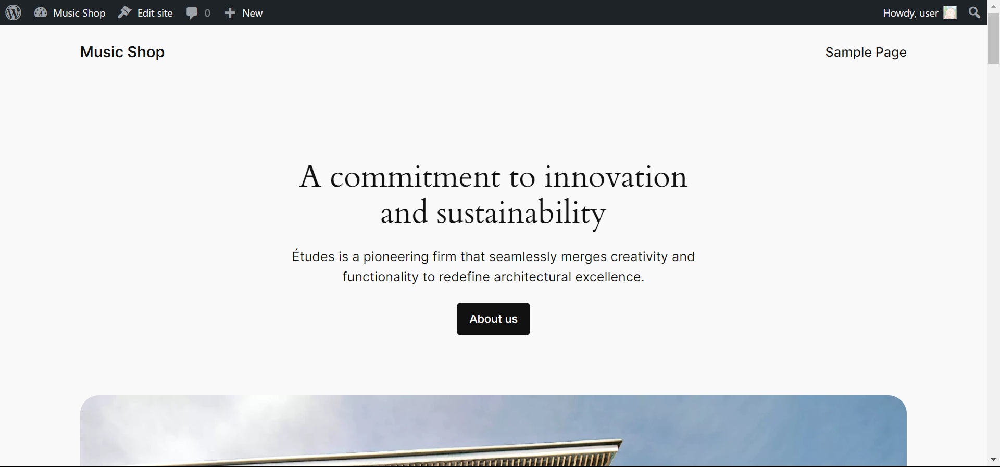 Music Shop
Edit site
0
New
Howdy, user
Music Shop
Sample Page
A commitment to innovation
and sustainability
Études is a pioneering firm that seamlessly merges creativity and
functionality to redefine architectural excellence.
About us